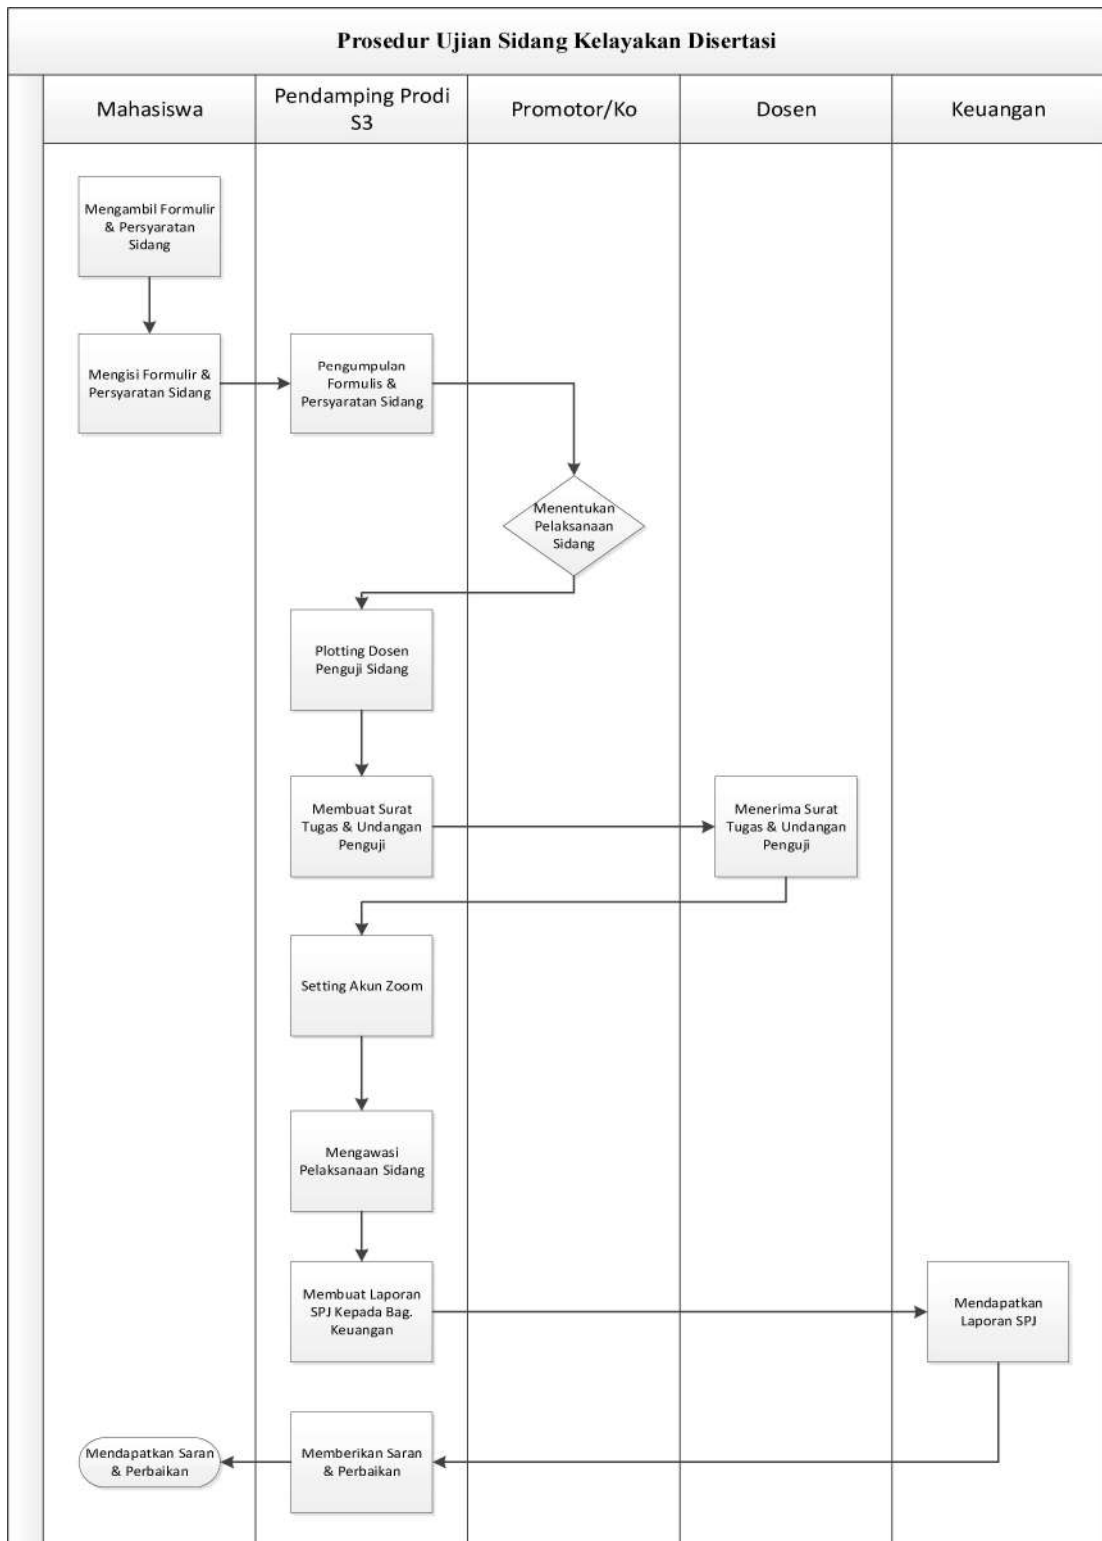 Prosedur Ujian Sidang Kelayakan Disertasi
Mahasiswa
Pendamping Prodi
S3
Promotor/Ko
Dosen
Keuangan
Mengambil Formulir
& Persyaratan
Sidang
Mengisi Formulir &
Persyaratan Sidang
Pengumpulan
Formulis &
Persyaratan Sidang
Menentukan
Pelaksanaan
Sidang
Plotting Dosen
Penguji Sidang
Membuat Surat
Tugas & Undangan
Penguji
Menerima Surat
Tugas & Undangan
Penguji
Setting Akun Zoom
Mengawasi
Pelaksanaan Sidang
Membuat Laporan
SPJ Kepada Bag.
Keuangan
Mendapatkan
Laporan SPJ
Memberikan Saran
& Perbaikan
Mendapatkan Saran
& Perbaikan